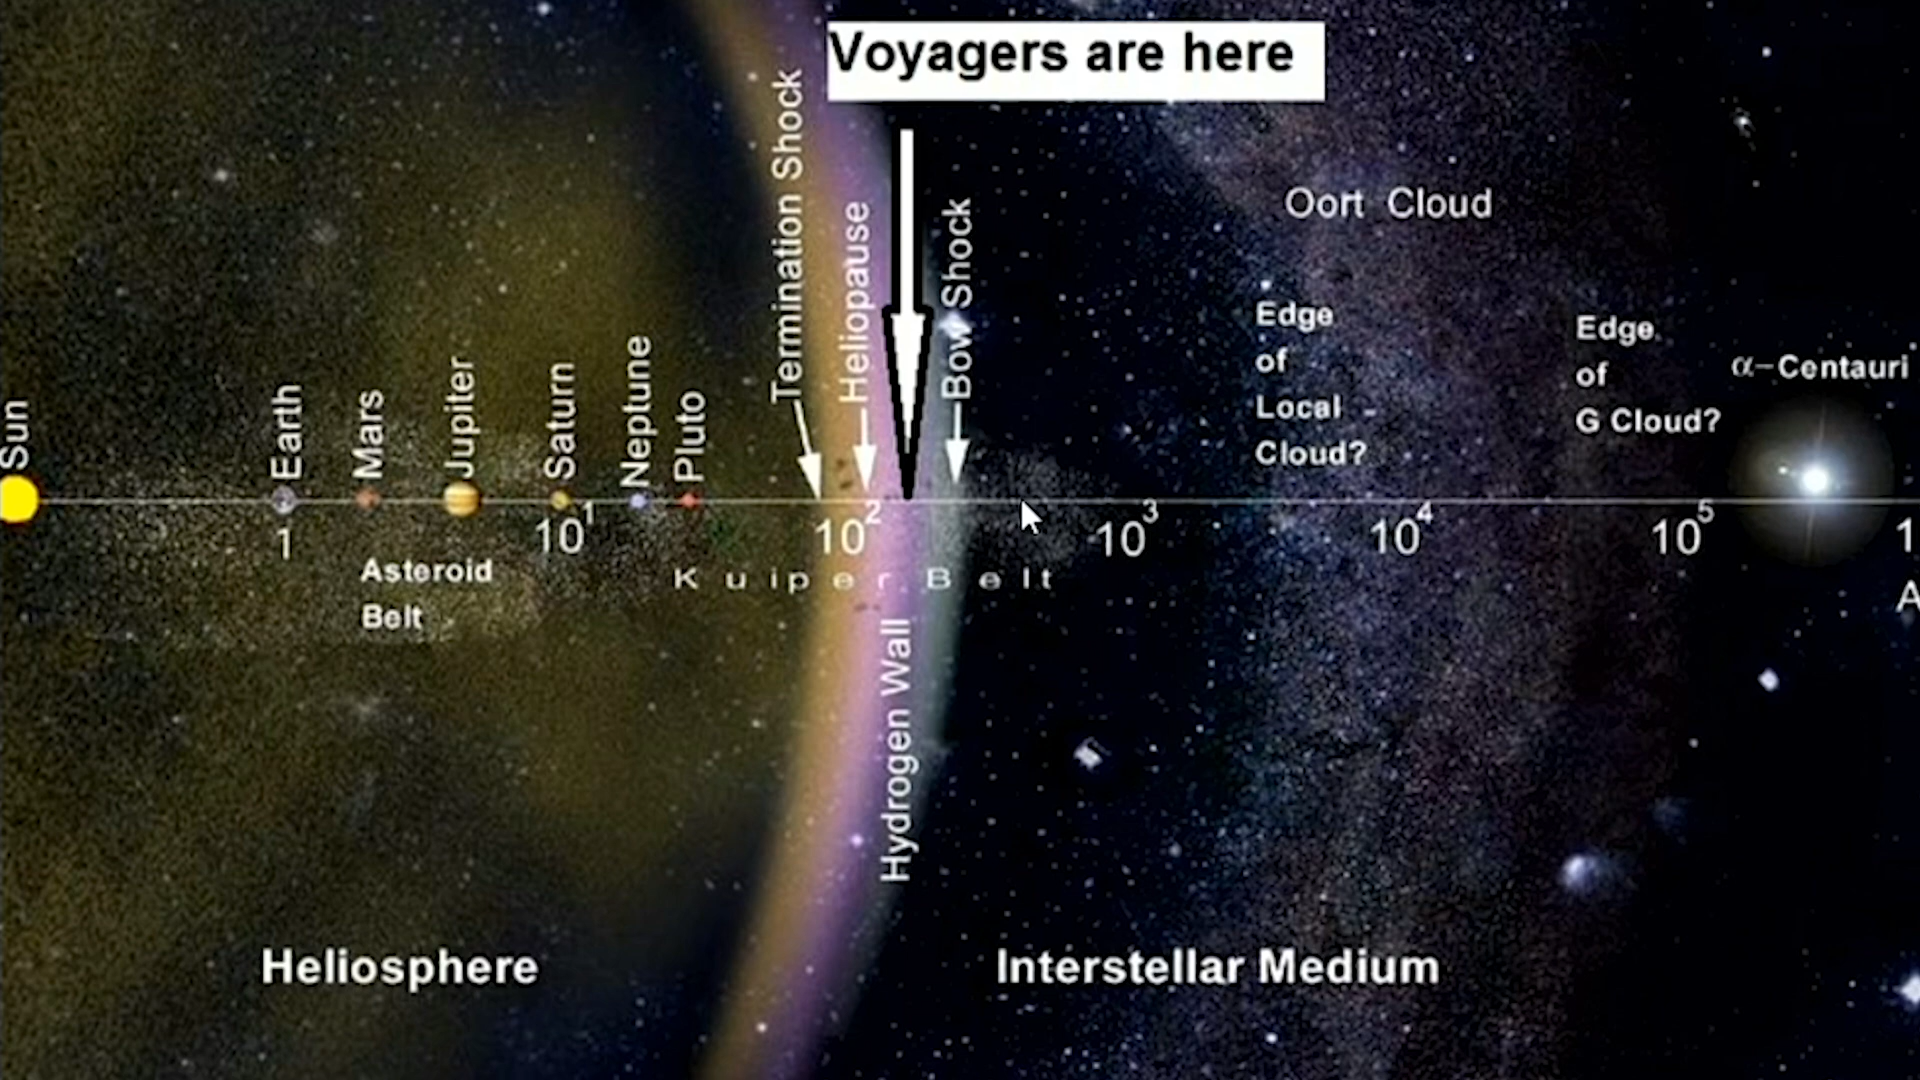 Voyagers are here
Termination Shock
Heliopause
Bow Shock
Oort Cloud
Edge
of
Local
Cloud?
Edge
of
G Cloud?
α–Centauri
Sun
Earth
Mars
Jupiter
Saturn
Neptune
Pluto
1
10¹
10²
10³
10⁴
10⁵
1
A
Asteroid
Belt
Kuiper Belt
Hydrogen Wall
Heliosphere
Interstellar Medium